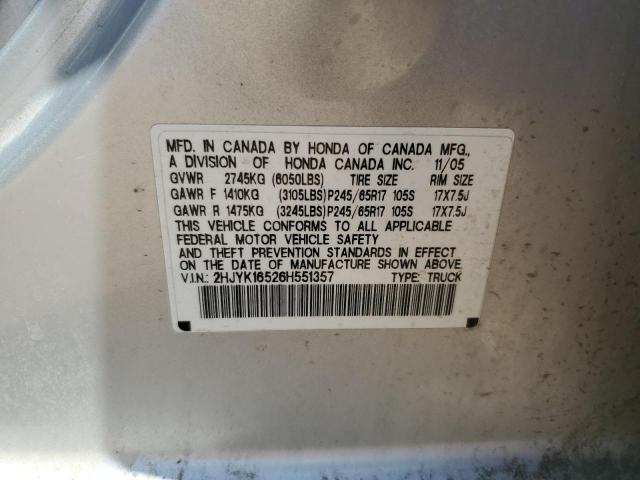 MFD. IN CANADA BY HONDA OF CANADA MFG.,
A DIVISION OF HONDA CANADA INC. 11/05
GVWR 2745KG (6050LBS) TIRE SIZE RIM SIZE
GAWR F 1410KG (3105LBS)P245/65R17 105S 17X7.5J
GAWR R 1475KG (3245LBS)P245/65R17 105S 17X7.5J
THIS VEHICLE CONFORMS TO ALL APPLICABLE
FEDERAL MOTOR VEHICLE SAFETY
AND THEFT PREVENTION STANDARDS IN EFFECT
ON THE DATE OF MANUFACTURE SHOWN ABOVE.
V.I.N.: 2HJYK16526H551357 TYPE: TRUCK